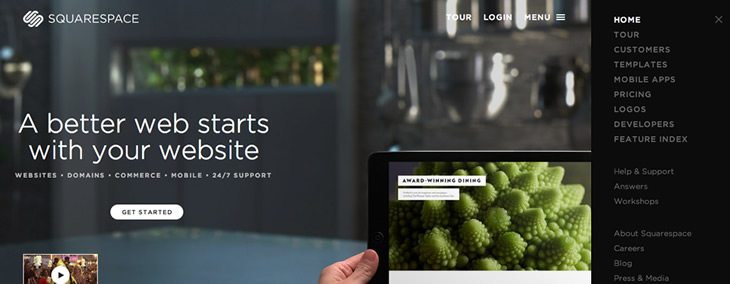 SQUARESPACE
TOUR LOGIN MENU
A better web starts
with your website
WEBSITES • DOMAINS • COMMERCE • MOBILE • 24/7 SUPPORT
GET STARTED
AWARD-WINNING DINING
HOME
TOUR
CUSTOMERS
TEMPLATES
MOBILE APPS
PRICING
LOGOS
DEVELOPERS
FEATURE INDEX
Help & Support
Answers
Workshops
About Squarespace
Careers
Blog
Press & Media